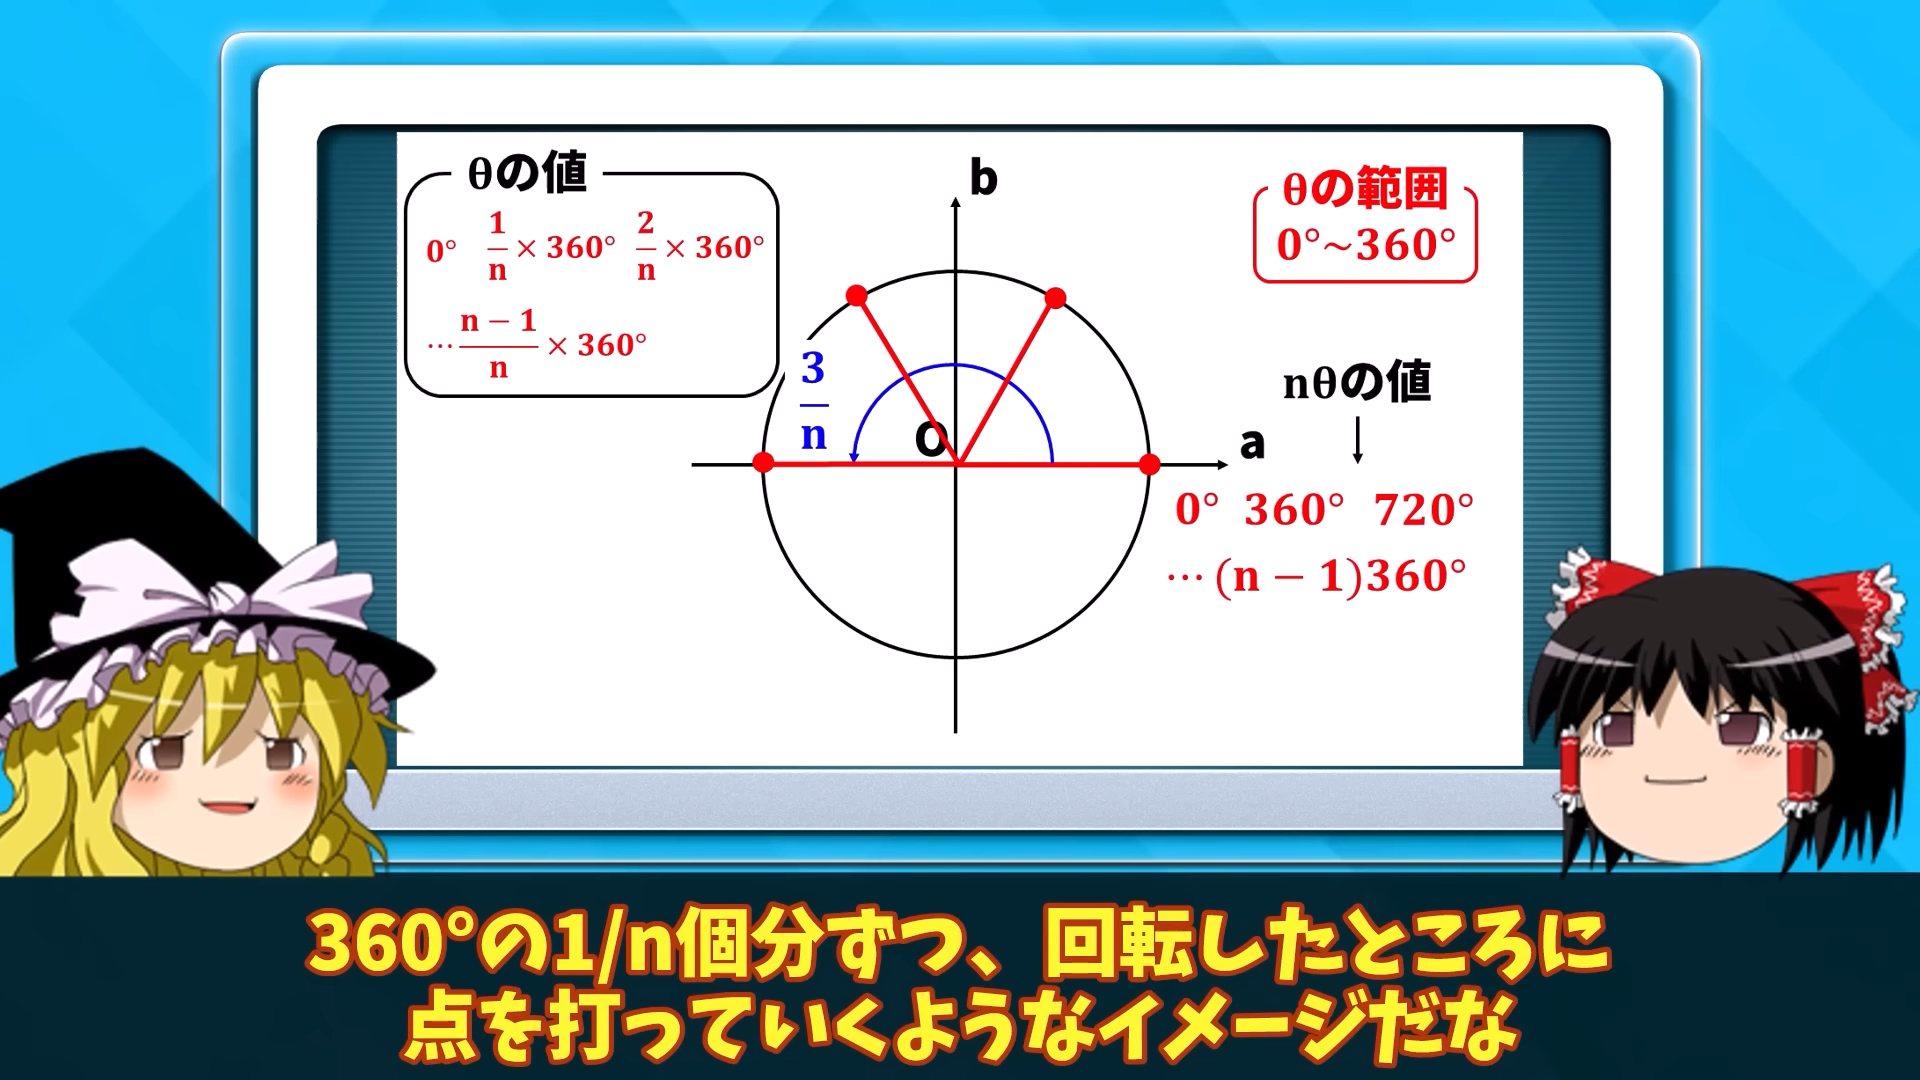 θの値
0° 1/n × 360° 2/n × 360°
… n − 1/n × 360°
b
θの範囲
0°~360°
3/n
O
a
nθの値
0° 360° 720°
… (n − 1)360°
360°の1/n個分ずつ、回転したところに
点を打っていくようなイメージだな